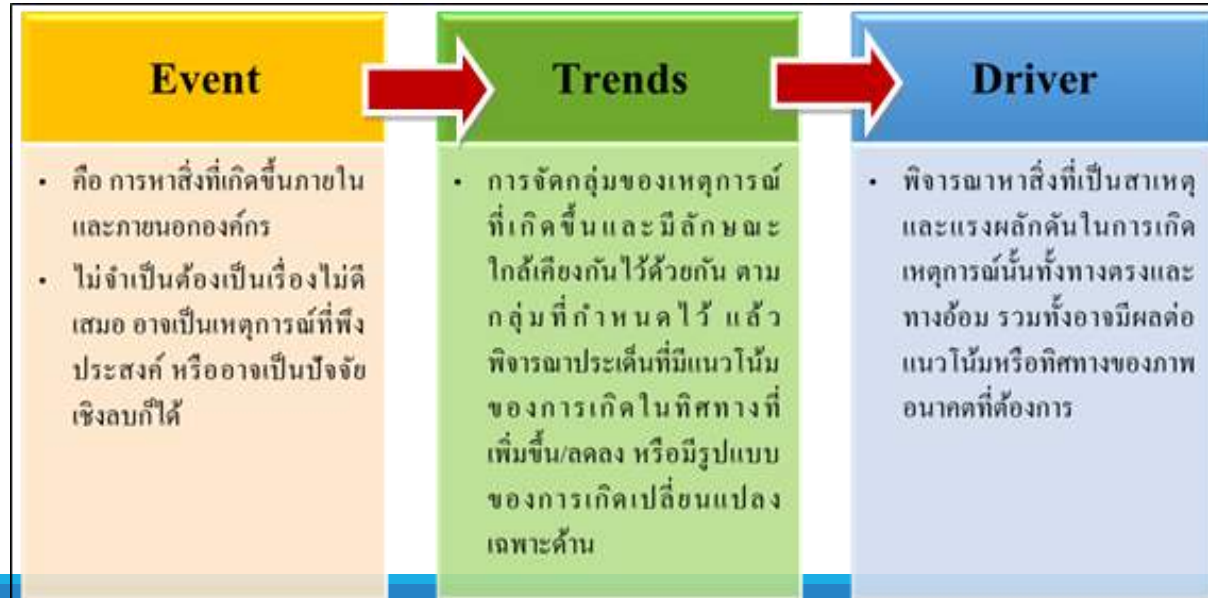 Event
• คือ การหาสิ่งที่เกิดขึ้นภายใน
และภายนอกองค์กร
• ไม่จำเป็นต้องเป็นเรื่องไม่ดี
เสมอ อาจเป็นเหตุการณ์ที่พึง
ประสงค์ หรืออาจเป็นปัจจัย
เชิงลบก็ได้
Trends
• การจัดกลุ่มของเหตุการณ์
ที่เกิดขึ้นและมีลักษณะ
ใกล้เคียงกันไว้ด้วยกัน ตาม
กลุ่มที่กำหนดไว้ แล้ว
พิจารณาประเด็นที่มีแนวโน้ม
ของการเกิดในทิศทางที่
เพิ่มขึ้น/ลดลง หรือมีรูปแบบ
ของการเกิดเปลี่ยนแปลง
เฉพาะด้าน
Driver
• พิจารณาหาสิ่งที่เป็นสาเหตุ
และแรงผลักดันในการเกิด
เหตุการณ์นั้นทั้งทางตรงและ
ทางอ้อม รวมทั้งอาจมีผลต่อ
แนวโน้มหรือทิศทางของภาพ
อนาคตที่ต้องการ